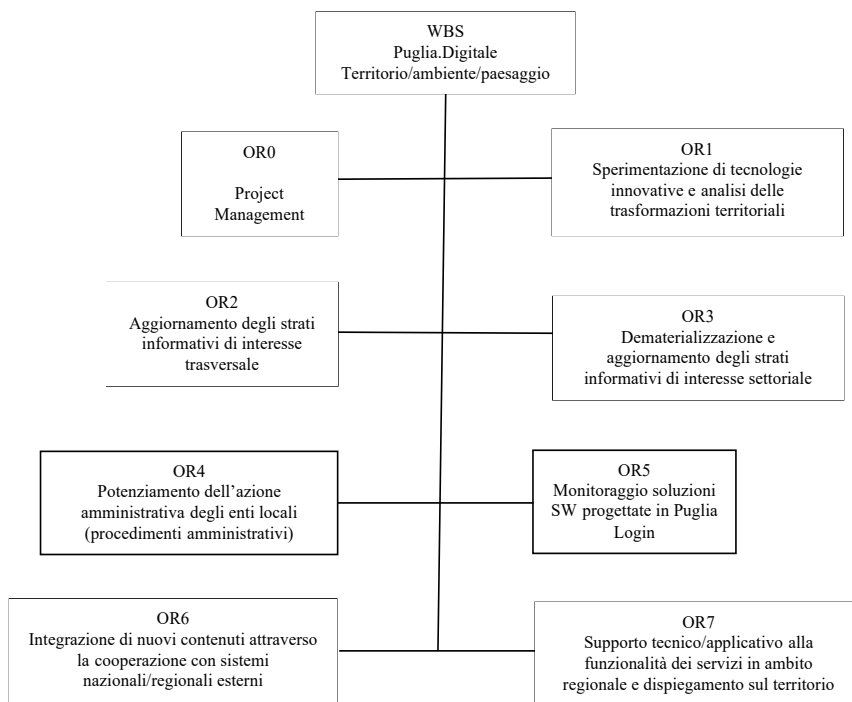 WBS
Puglia.Digitale
Territorio/ambiente/paesaggio
OR0
Project
Management
OR1
Sperimentazione di tecnologie
innovative e analisi delle
trasformazioni territoriali
OR2
Aggiornamento degli strati
informativi di interesse
trasversale
OR3
Dematerializzazione e
aggiornamento degli strati
informativi di interesse settoriale
OR4
Potenziamento dell’azione
amministrativa degli enti locali
(procedimenti amministrativi)
OR5
Monitoraggio soluzioni
SW progettate in Puglia
Login
OR6
Integrazione di nuovi contenuti attraverso
la cooperazione con sistemi
nazionali/regionali esterni
OR7
Supporto tecnico/applicativo alla
funzionalità dei servizi in ambito
regionale e dispiegamento sul territorio